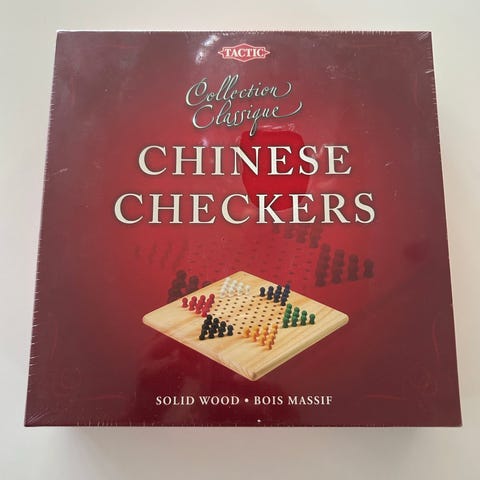 TACTIC
Collection
Classique
CHINESE
CHECKERS
SOLID WOOD • BOIS MASSIF